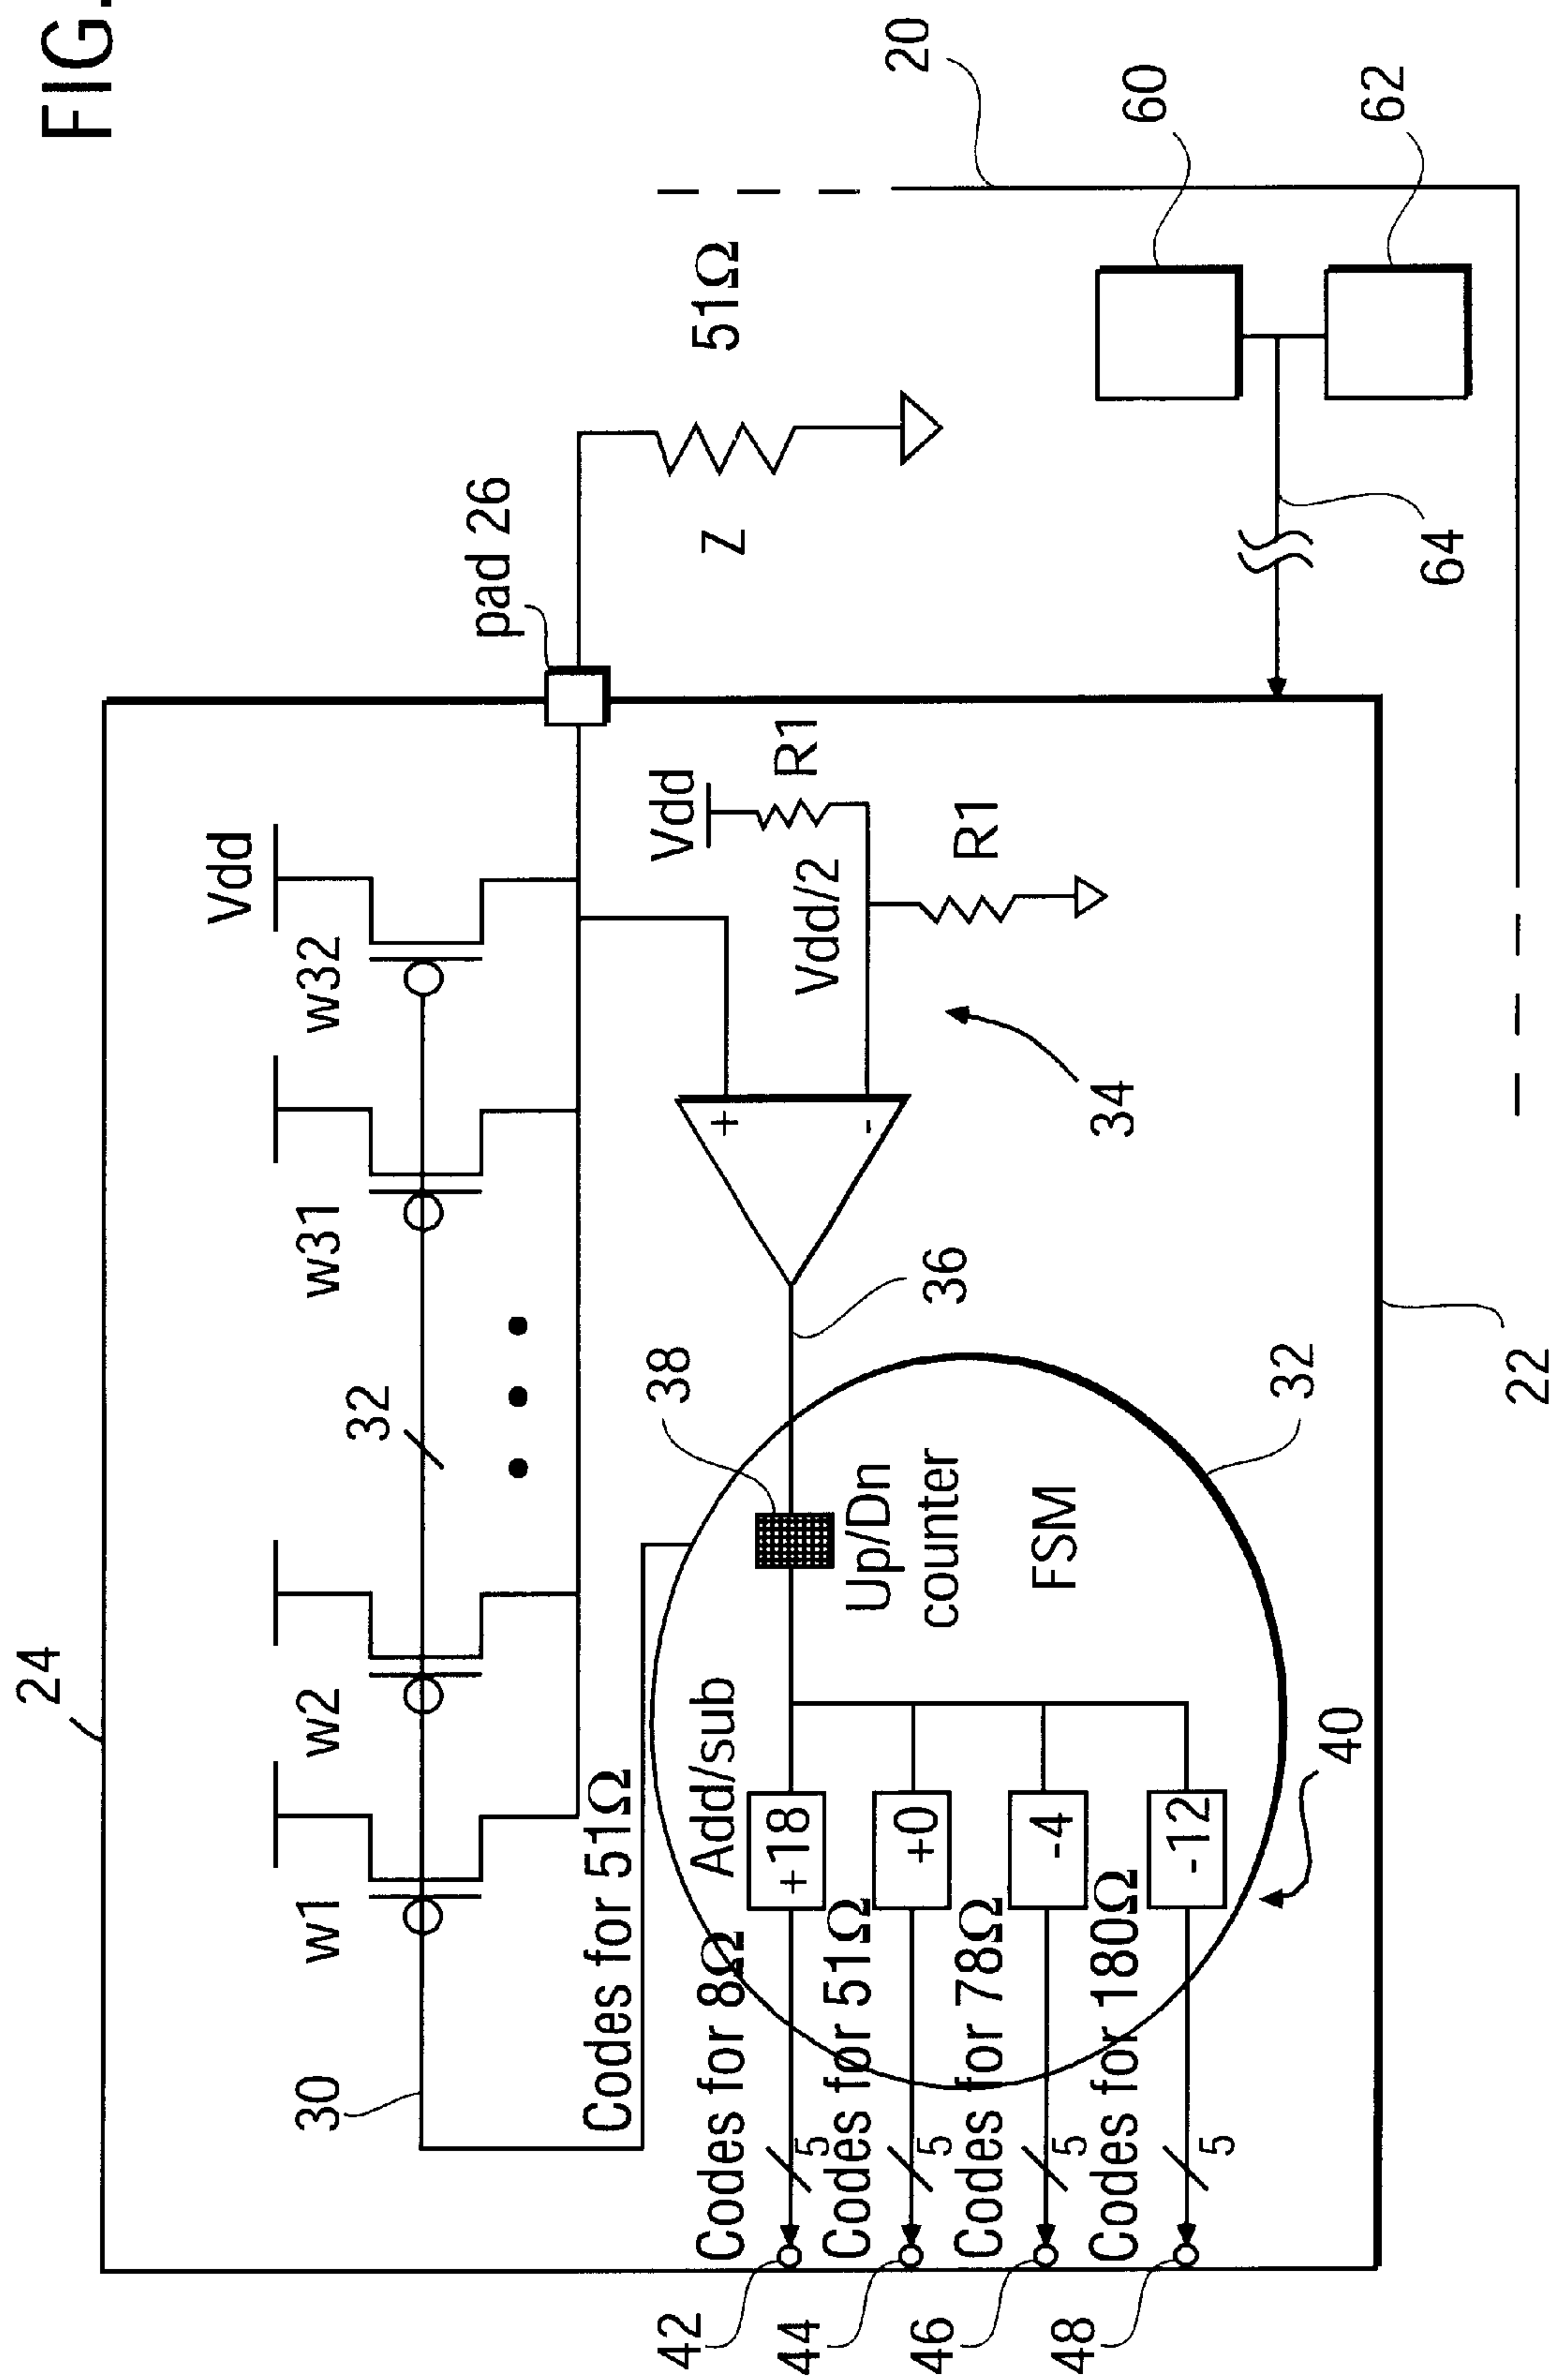 FIG.
24
Vdd
w1
w2
w31
w32
32
30
pad 26
Codes for 51Ω
38
Vdd
R1
51Ω
Z
20
Add/sub
Vdd/2
+
-
Codes for 8Ω
+18
5
36
R1
Up/Dn
counter
Codes for 51Ω
+0
5
34
60
FSM
Codes for 78Ω
-4
5
Codes for 180Ω
-12
5
32
62
40
64
42
44
46
48
22